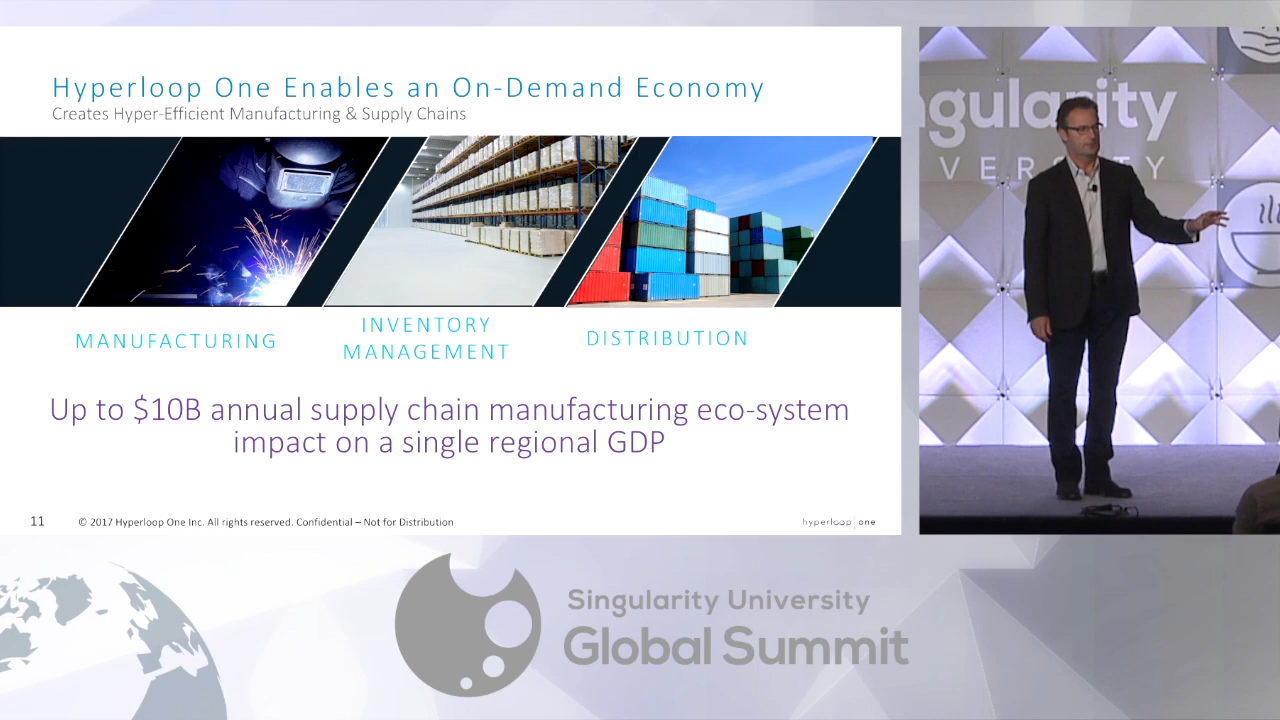 Hyperloop One Enables an On-Demand Economy
Creates Hyper-Efficient Manufacturing & Supply Chains
MANUFACTURING
INVENTORY
MANAGEMENT
DISTRIBUTION
Up to $10B annual supply chain manufacturing eco-system
impact on a single regional GDP
11
© 2017 Hyperloop One Inc. All rights reserved. Confidential – Not for Distribution
hyperloop one
ngularity
VERSITY
Singularity University
Global Summit